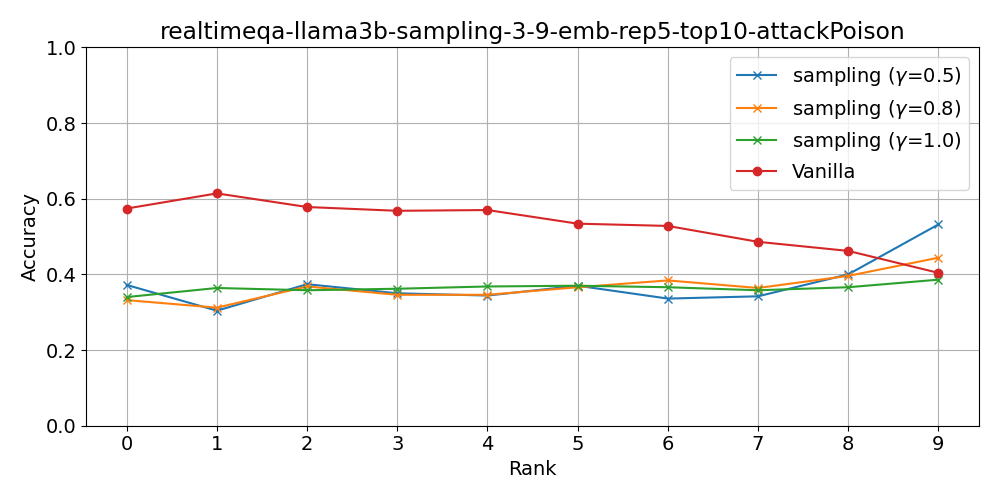 realtimeqa-llama3b-sampling-3-9-emb-rep5-top10-attackPoison
1.0
0.8
0.6
0.4
0.2
0.0
Accuracy
sampling (γ=0.5)
sampling (γ=0.8)
sampling (γ=1.0)
Vanilla
0 1 2 3 4 5 6 7 8 9
Rank